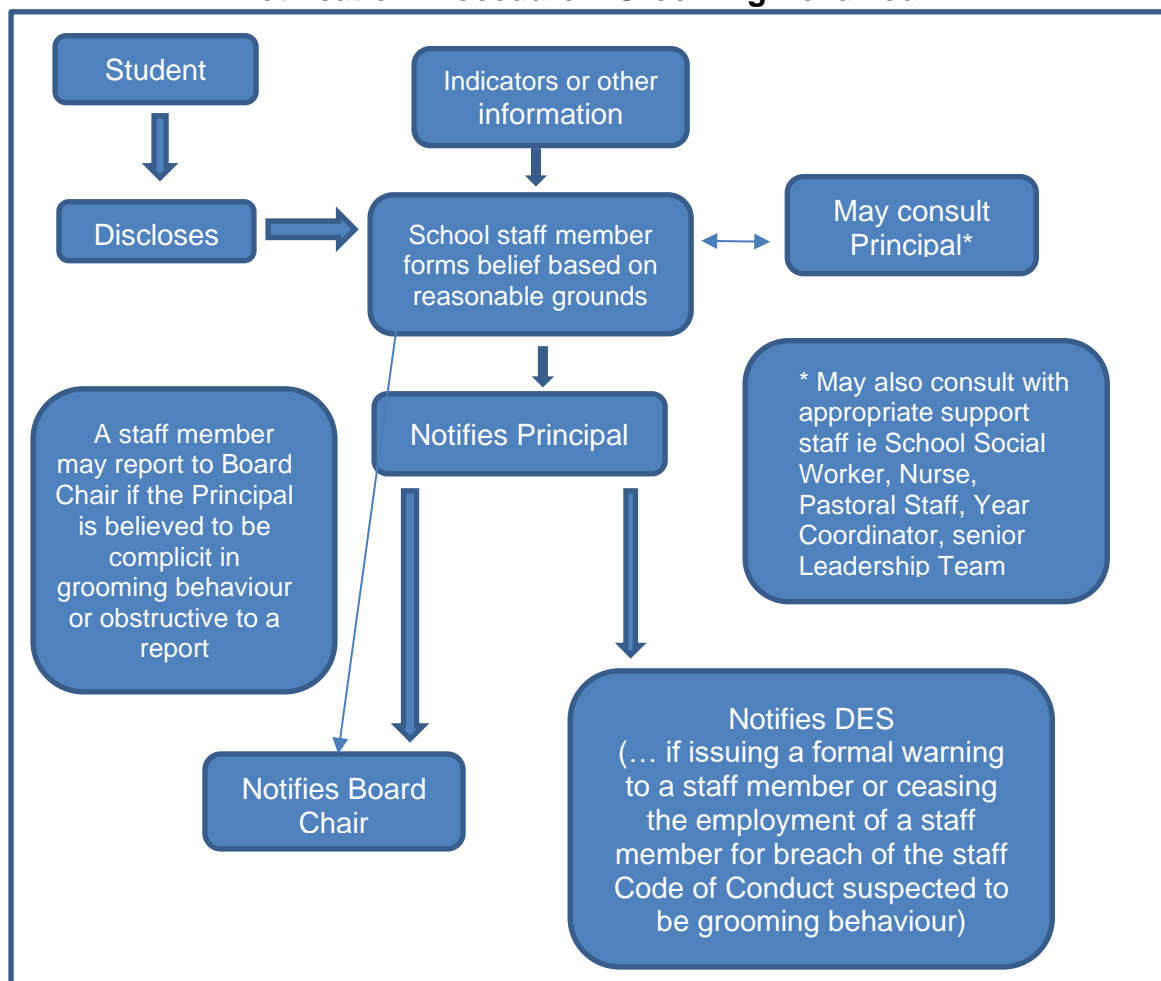 Student
Indicators or other
information
Discloses
School staff member
forms belief based on
reasonable grounds
May consult
Principal*
* May also consult with
appropriate support
staff ie School Social
Worker, Nurse,
Pastoral Staff, Year
Coordinator, senior
Leadership Team
Notifies Principal
A staff member
may report to Board
Chair if the Principal
is believed to be
complicit in
grooming behaviour
or obstructive to a
report
Notifies Board
Chair
Notifies DES
(… if issuing a formal warning
to a staff member or ceasing
the employment of a staff
member for breach of the staff
Code of Conduct suspected to
be grooming behaviour)